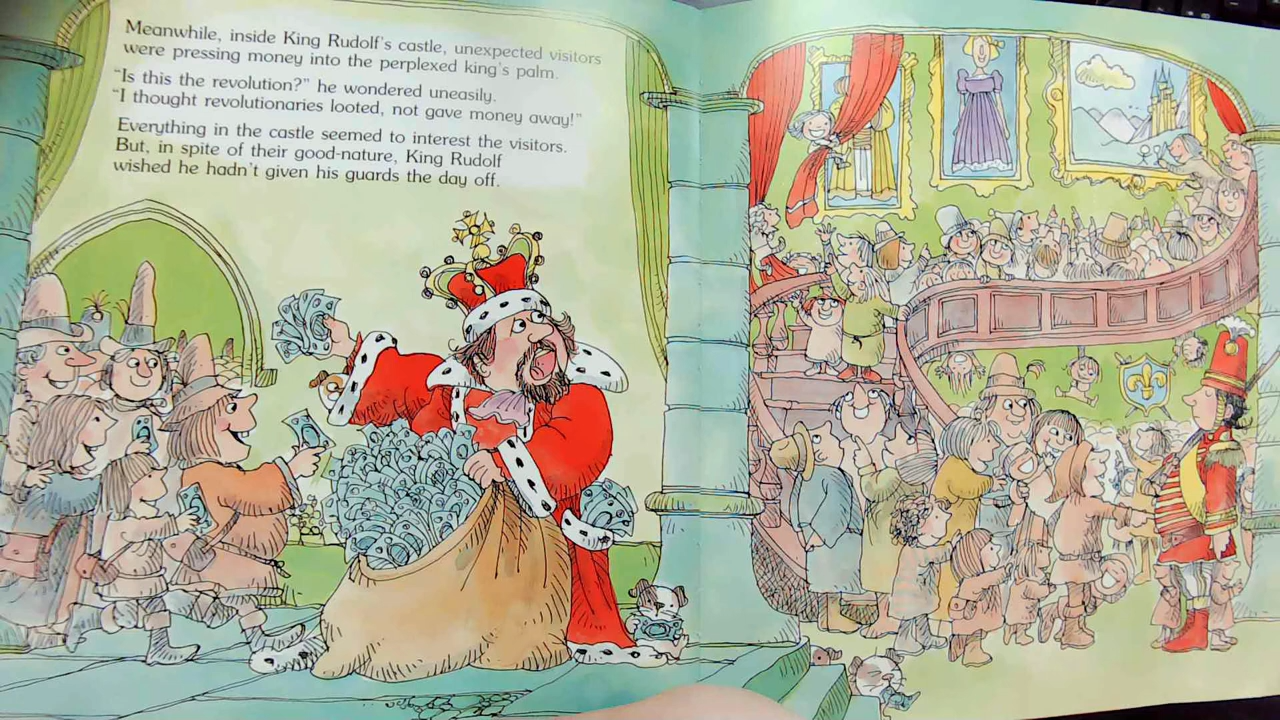 Meanwhile, inside King Rudolf's castle, unexpected visitors
were pressing money into the perplexed king's palm.
"Is this the revolution?" he wondered uneasily.
"I thought revolutionaries looted, not gave money away!"
Everything in the castle seemed to interest the visitors.
But, in spite of their good-nature, King Rudolf
wished he hadn't given his guards the day off.